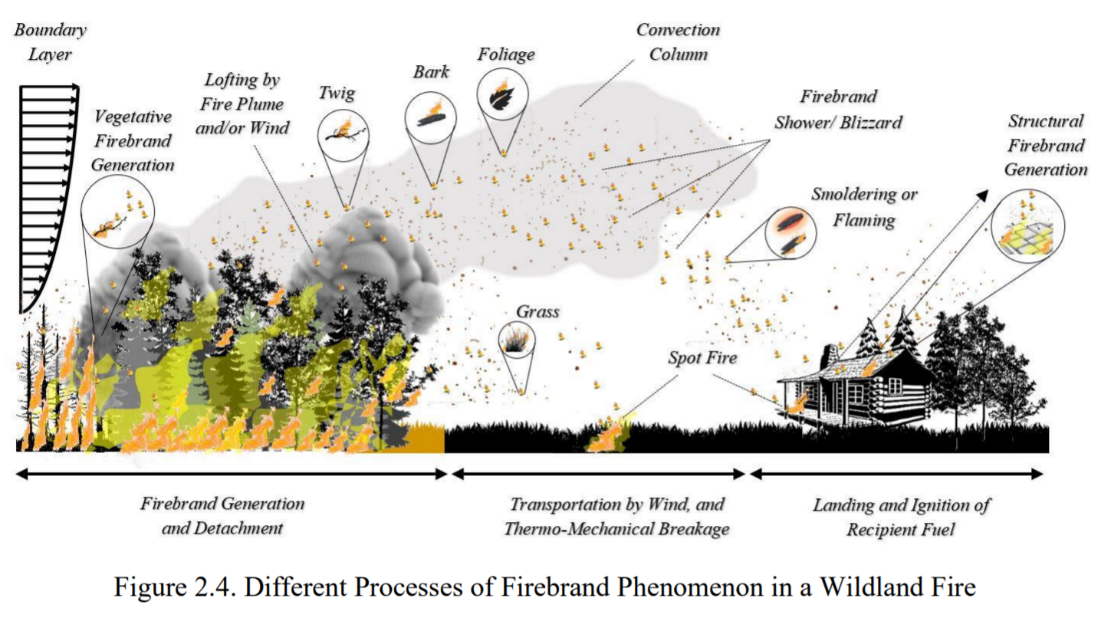 Boundary
Layer
Vegetative
Firebrand
Generation
Lofting by
Fire Plume
and/or Wind
Twig
Bark
Foliage
Convection
Column
Firebrand
Shower/ Blizzard
Structural
Firebrand
Generation
Smoldering or
Flaming
Grass
Spot Fire
Firebrand Generation
and Detachment
Transportation by Wind, and
Thermo-Mechanical Breakage
Landing and Ignition of
Recipient Fuel
Figure 2.4. Different Processes of Firebrand Phenomenon in a Wildland Fire